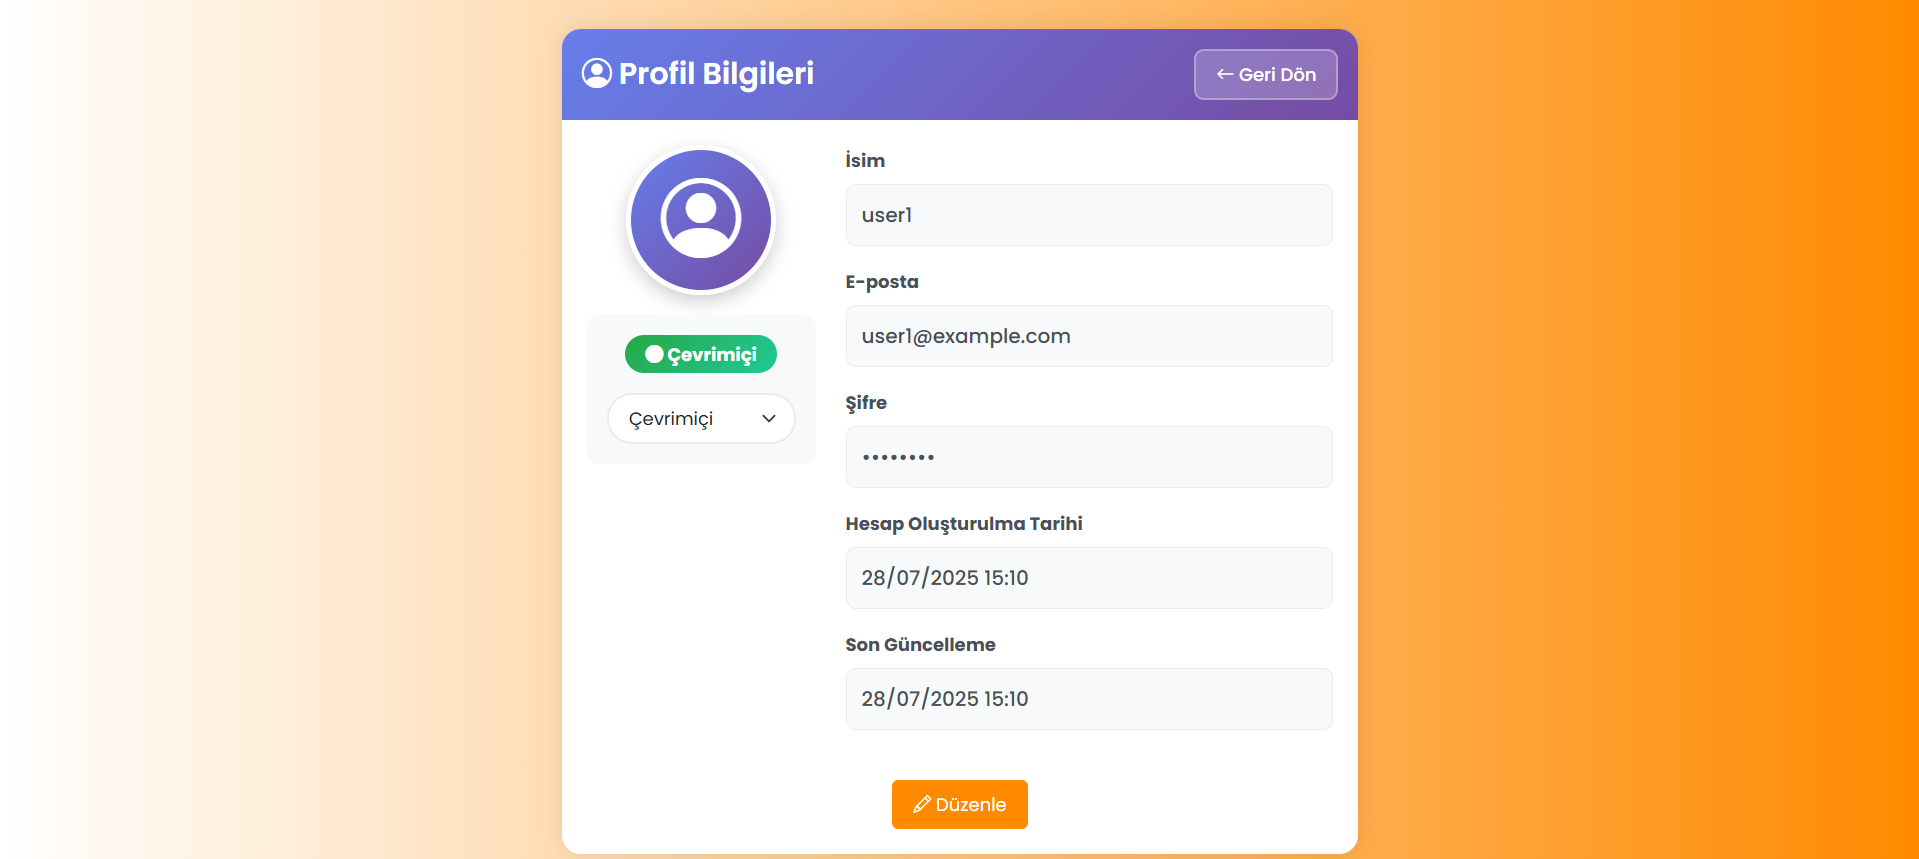 Profil Bilgileri
← Geri Dön
Çevrimiçi
Çevrimiçi
İsim
user1
E-posta
user1@example.com
Şifre
••••••••
Hesap Oluşturulma Tarihi
28/07/2025 15:10
Son Güncelleme
28/07/2025 15:10
Düzenle